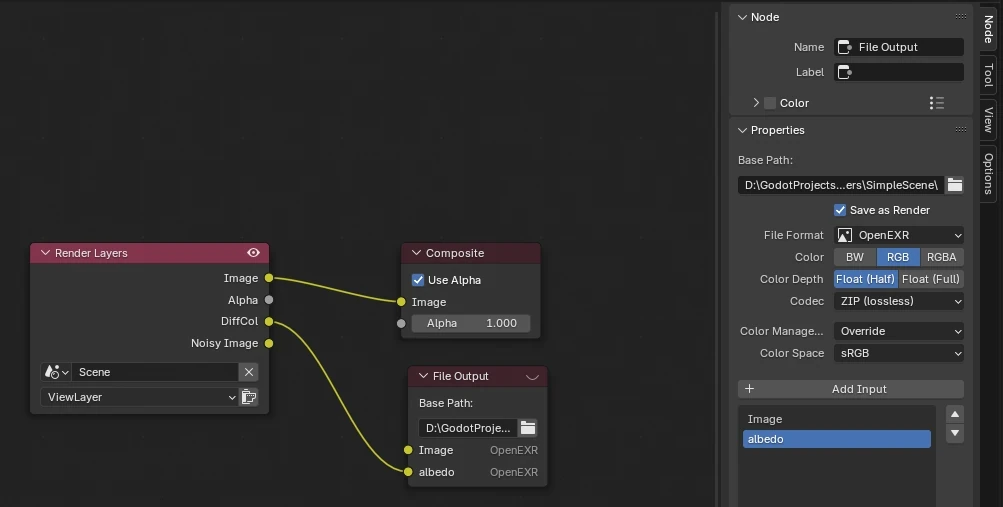 Render Layers
Image
Alpha
DiffCol
Noisy Image
Scene
ViewLayer
Composite
Use Alpha
Image
Alpha 1.000
File Output
Base Path:
D:\GodotProje...
Image OpenEXR
albedo OpenEXR
Node
Name File Output
Label
Color
Properties
Base Path:
D:\GodotProjects...ers\SimpleScene\
Save as Render
File Format OpenEXR
Color BW RGB RGBA
Color Depth Float (Half) Float (Full)
Codec ZIP (lossless)
Color Manage... Override
Color Space sRGB
Add Input
Image
albedo
Node
Tool
View
Options